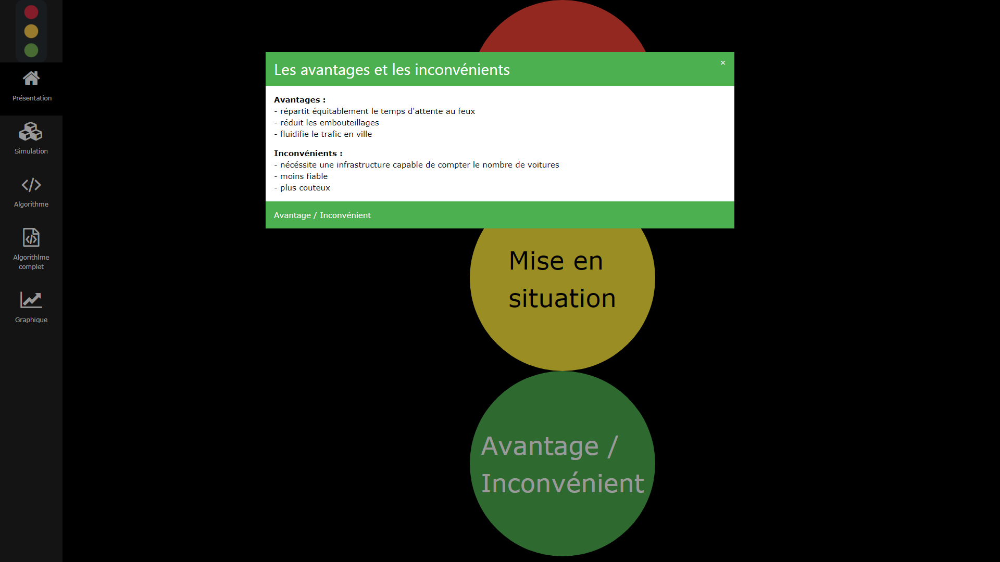 Présentation
Simulation
Algorithme
Algorithlme
complet
Graphique
Les avantages et les inconvénients
×
Avantages :
- répartit équitablement le temps d'attente au feux
- réduit les embouteillages
- fluidifie le trafic en ville
Inconvénients :
- nécéssite une infrastructure capable de compter le nombre de voitures
- moins fiable
- plus couteux
Avantage / Inconvénient
Mise en
situation
Avantage /
Inconvénient